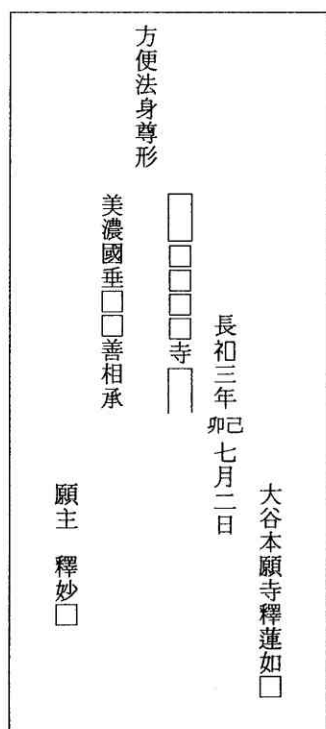 大谷本願寺釋蓮如□
長祀三年己卯七月二日
□□□□□寺□
方便法身尊形
美濃國垂□□善相承
願主　釋妙□